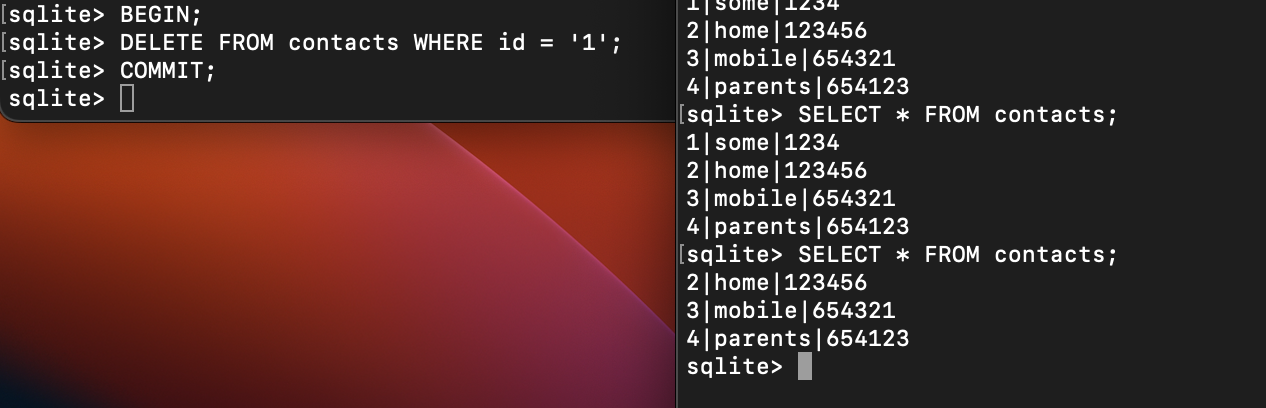 sqlite> BEGIN;
sqlite> DELETE FROM contacts WHERE id = '1';
sqlite> COMMIT;
sqlite>
1|some|1234
2|home|123456
3|mobile|654321
4|parents|654123
sqlite> SELECT * FROM contacts;
1|some|1234
2|home|123456
3|mobile|654321
4|parents|654123
sqlite> SELECT * FROM contacts;
2|home|123456
3|mobile|654321
4|parents|654123
sqlite>